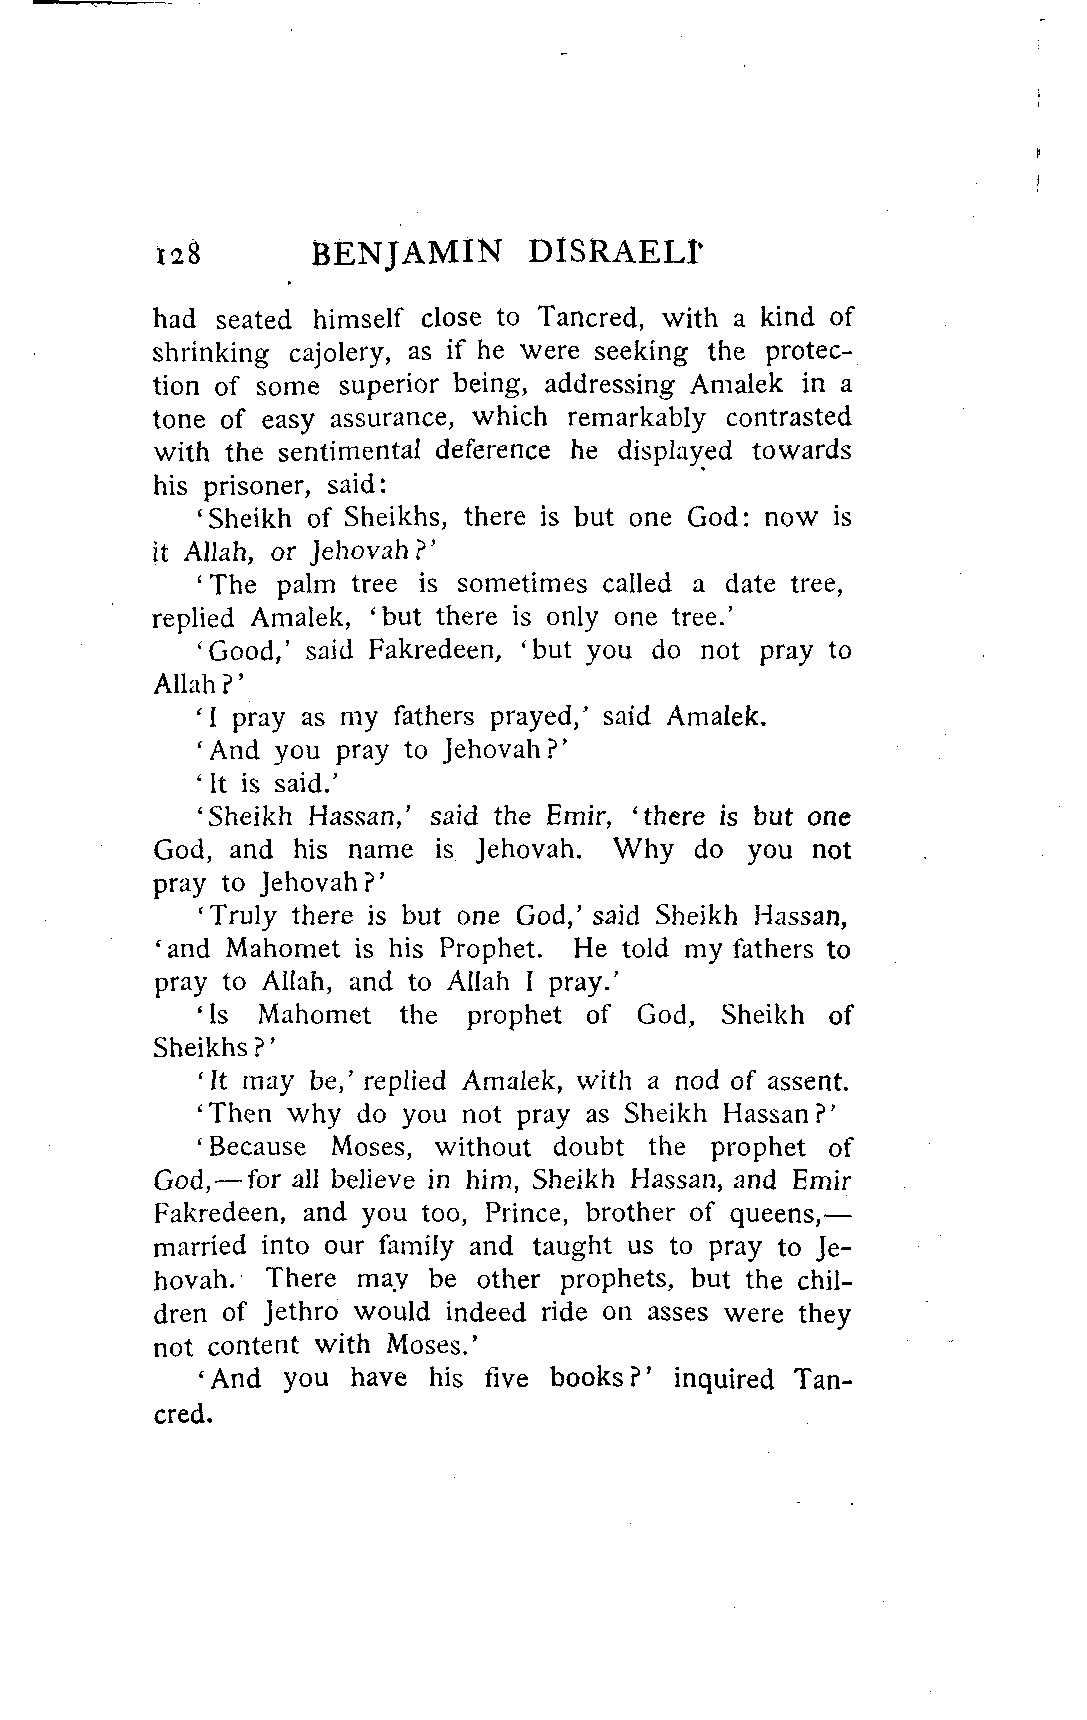 128 BENJAMIN DISRAELI
had seated himself close to Tancred, with a kind of
shrinking cajolery, as if he were seeking the protec-
tion of some superior being, addressing Amalek in a
tone of easy assurance, which remarkably contrasted
with the sentimental deference he displayed towards
his prisoner, said:
‘Sheikh of Sheikhs, there is but one God: now is
it Allah, or Jehovah?’
‘The palm tree is sometimes called a date tree,
replied Amalek, ‘but there is only one tree.’
‘Good,’ said Fakredeen, ‘but you do not pray to
Allah?’
‘I pray as my fathers prayed,’ said Amalek.
‘And you pray to Jehovah?’
‘It is said.’
‘Sheikh Hassan,’ said the Emir, ‘there is but one
God, and his name is Jehovah. Why do you not
pray to Jehovah?’
‘Truly there is but one God,’ said Sheikh Hassan,
‘and Mahomet is his Prophet. He told my fathers to
pray to Allah, and to Allah I pray.’
‘Is Mahomet the prophet of God, Sheikh of
Sheikhs?’
‘It may be,’ replied Amalek, with a nod of assent.
‘Then why do you not pray as Sheikh Hassan?’
‘Because Moses, without doubt the prophet of
God,—for all believe in him, Sheikh Hassan, and Emir
Fakredeen, and you too, Prince, brother of queens,—
married into our family and taught us to pray to Je-
hovah. There may be other prophets, but the chil-
dren of Jethro would indeed ride on asses were they
not content with Moses.’
‘And you have his five books?’ inquired Tan-
cred.